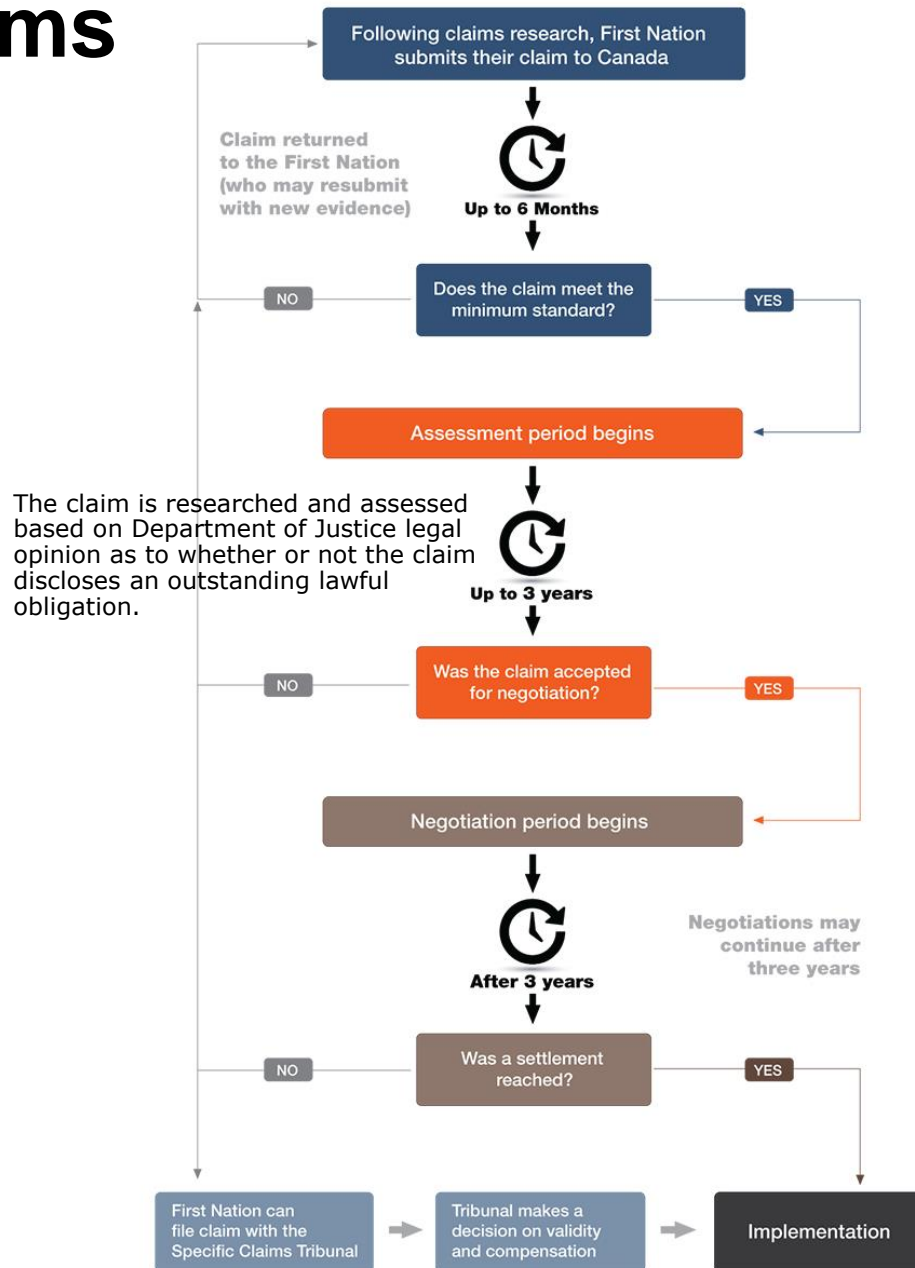 ms
Following claims research, First Nation
submits their claim to Canada
Claim returned
to the First Nation
(who may resubmit
with new evidence)
Up to 6 Months
Does the claim meet the
minimum standard?
NO
YES
Assessment period begins
The claim is researched and assessed
based on Department of Justice legal
opinion as to whether or not the claim
discloses an outstanding lawful
obligation.
Up to 3 years
Was the claim accepted
for negotiation?
NO
YES
Negotiation period begins
Negotiations may
continue after
three years
After 3 years
Was a settlement
reached?
NO
YES
First Nation can
file claim with the
Specific Claims Tribunal
Tribunal makes a
decision on validity
and compensation
Implementation